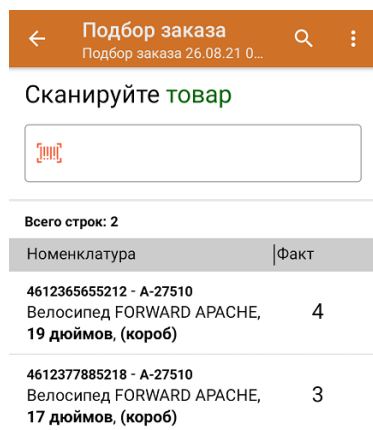 Подбор заказа
Подбор заказа 26.08.21 0...
Сканируйте товар
Всего строк: 2
Номенклатура Факт
4612365655212 - А-27510
Велосипед FORWARD APACHE, 4
19 дюймов, (короб)
4612377885218 - А-27510
Велосипед FORWARD APACHE, 3
17 дюймов, (короб)